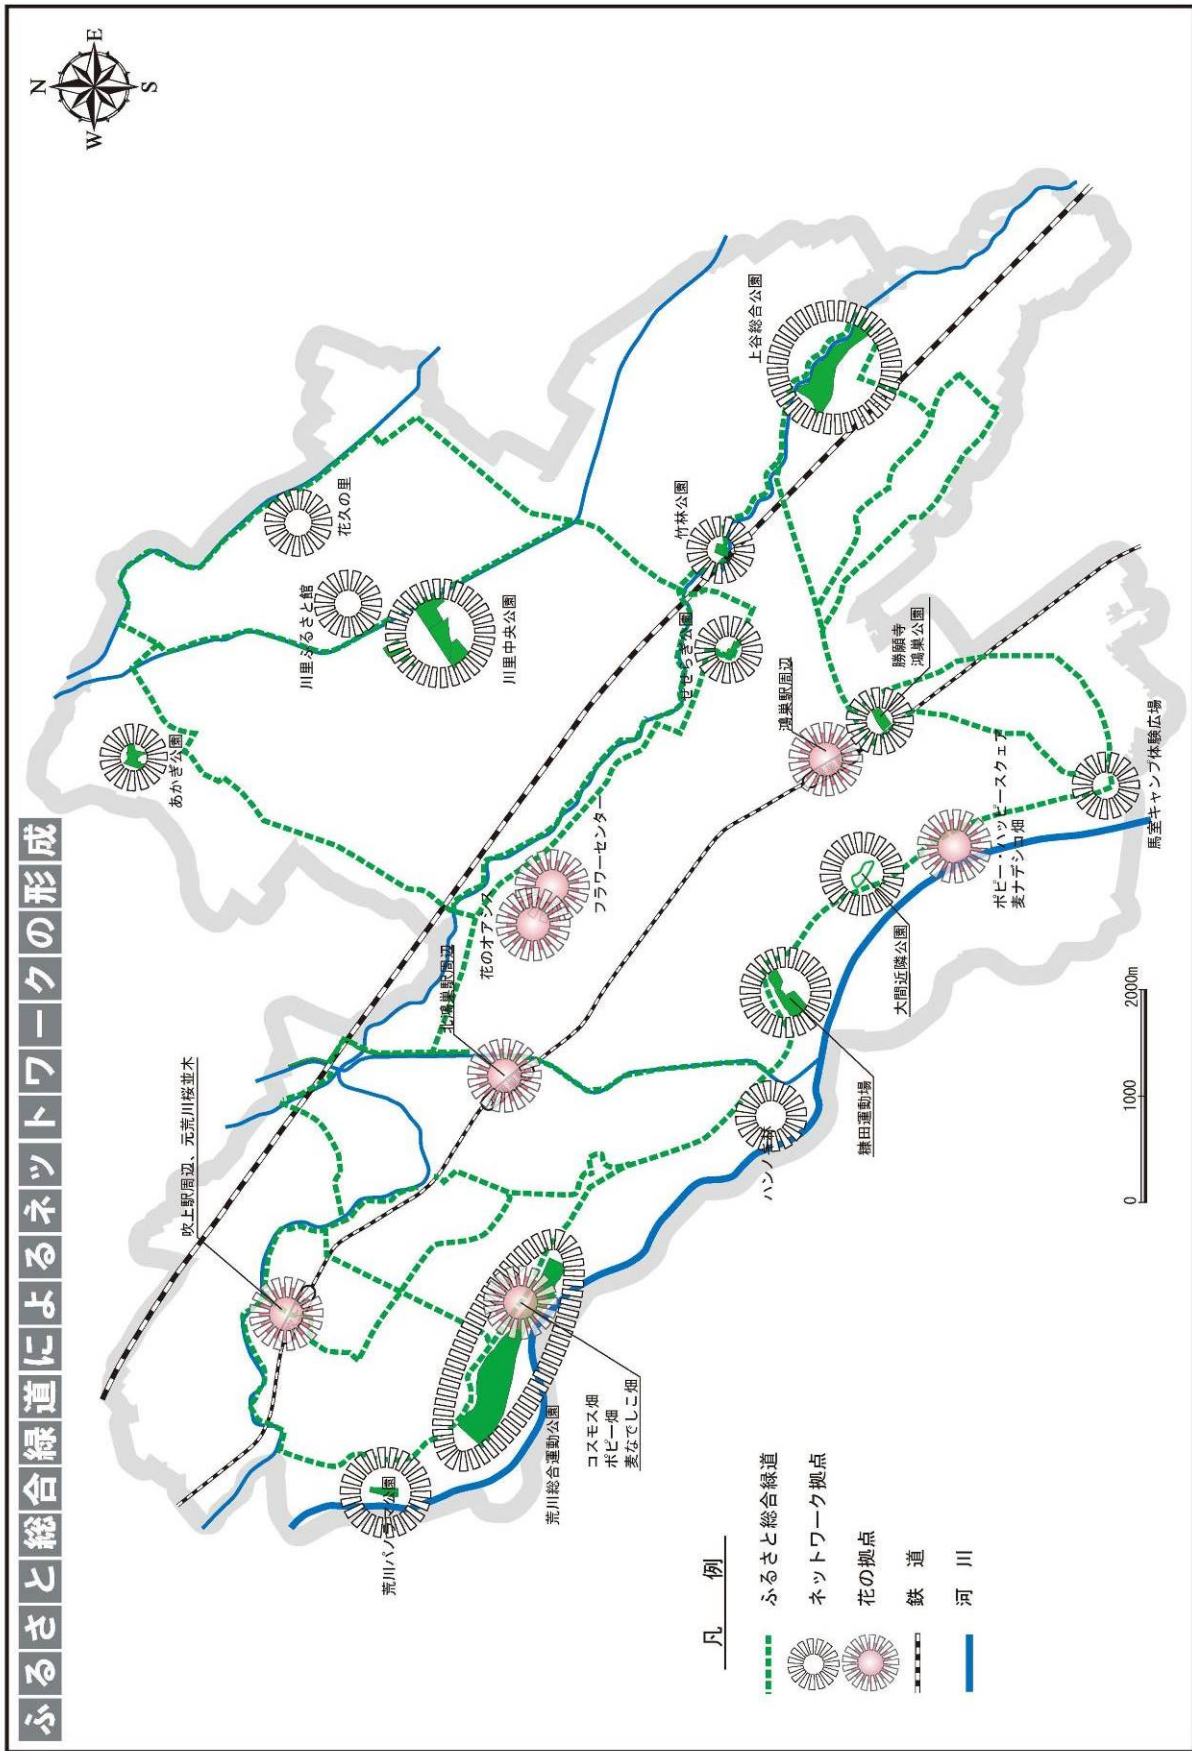 ふるさと総合緑道によるネットワークの形成
N
E
S
W
吹上駅周辺、元荒川桜並木
あかぎ公園
川里ふるさと館
花久の里
川里中央公園
北鴻巣駅周辺
花のオアシス
フラワーセンター
せせらぎ公園
竹林公園
上谷総合公園
鴻巣駅周辺
勝願寺
鴻巣公園
荒川パノラマ公園
荒川総合運動公園
コスモス畑
ポピー畑
麦なでしこ畑
ハンノキ林
糠田運動場
大間近隣公園
ポピー・ハッピースクェア
麦ナデシコ畑
馬室キャンプ体験広場
凡 例
ふるさと総合緑道
ネットワーク拠点
花の拠点
鉄 道
河 川
0
1000
2000m